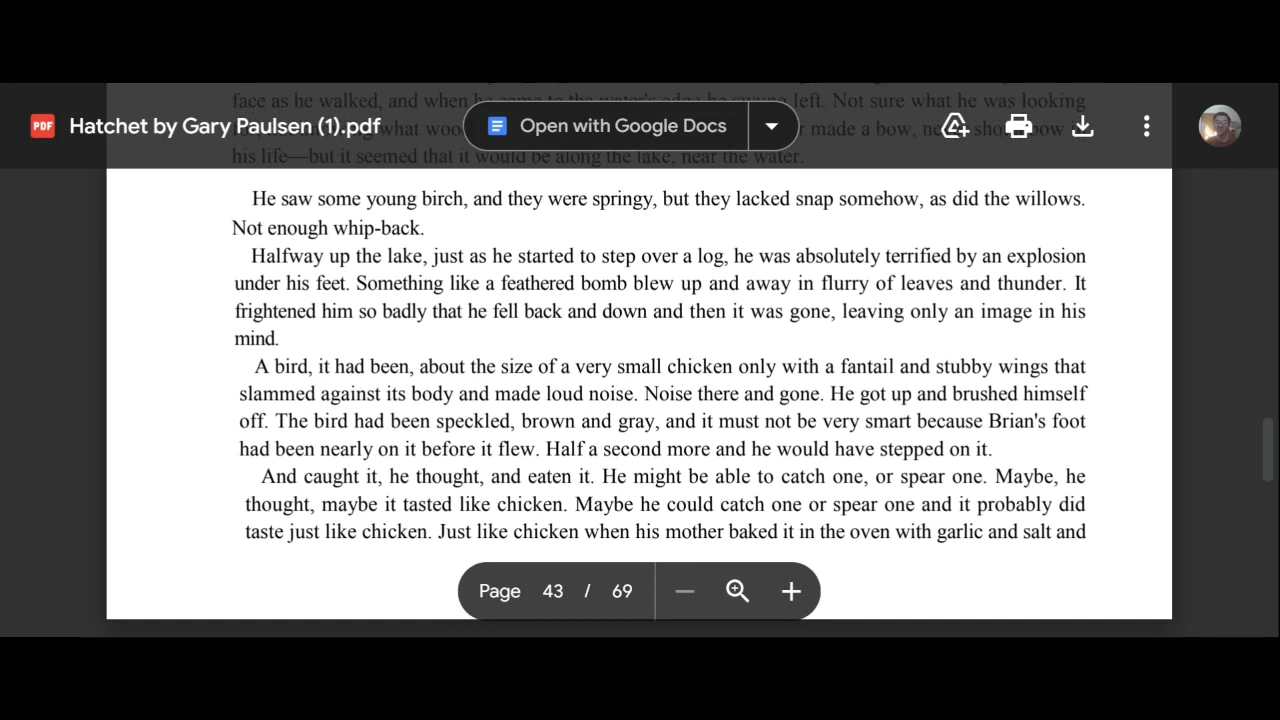 face as he walked, and when he came to the water's edge he swung left. Not sure what he was looking
PDF Hatchet by Gary Paulsen (1).pdf
Open with Google Docs
what made a bow,
his life—but it seemed that it would be along the lake, near the water.
He saw some young birch, and they were springy, but they lacked snap somehow, as did the willows.
Not enough whip-back.
Halfway up the lake, just as he started to step over a log, he was absolutely terrified by an explosion
under his feet. Something like a feathered bomb blew up and away in flurry of leaves and thunder. It
frightened him so badly that he fell back and down and then it was gone, leaving only an image in his
mind.
A bird, it had been, about the size of a very small chicken only with a fantail and stubby wings that
slammed against its body and made loud noise. Noise there and gone. He got up and brushed himself
off. The bird had been speckled, brown and gray, and it must not be very smart because Brian's foot
had been nearly on it before it flew. Half a second more and he would have stepped on it.
And caught it, he thought, and eaten it. He might be able to catch one, or spear one. Maybe, he
thought, maybe it tasted like chicken. Maybe he could catch one or spear one and it probably did
taste just like chicken. Just like chicken when his mother baked it in the oven with garlic and salt and
Page 43 / 69